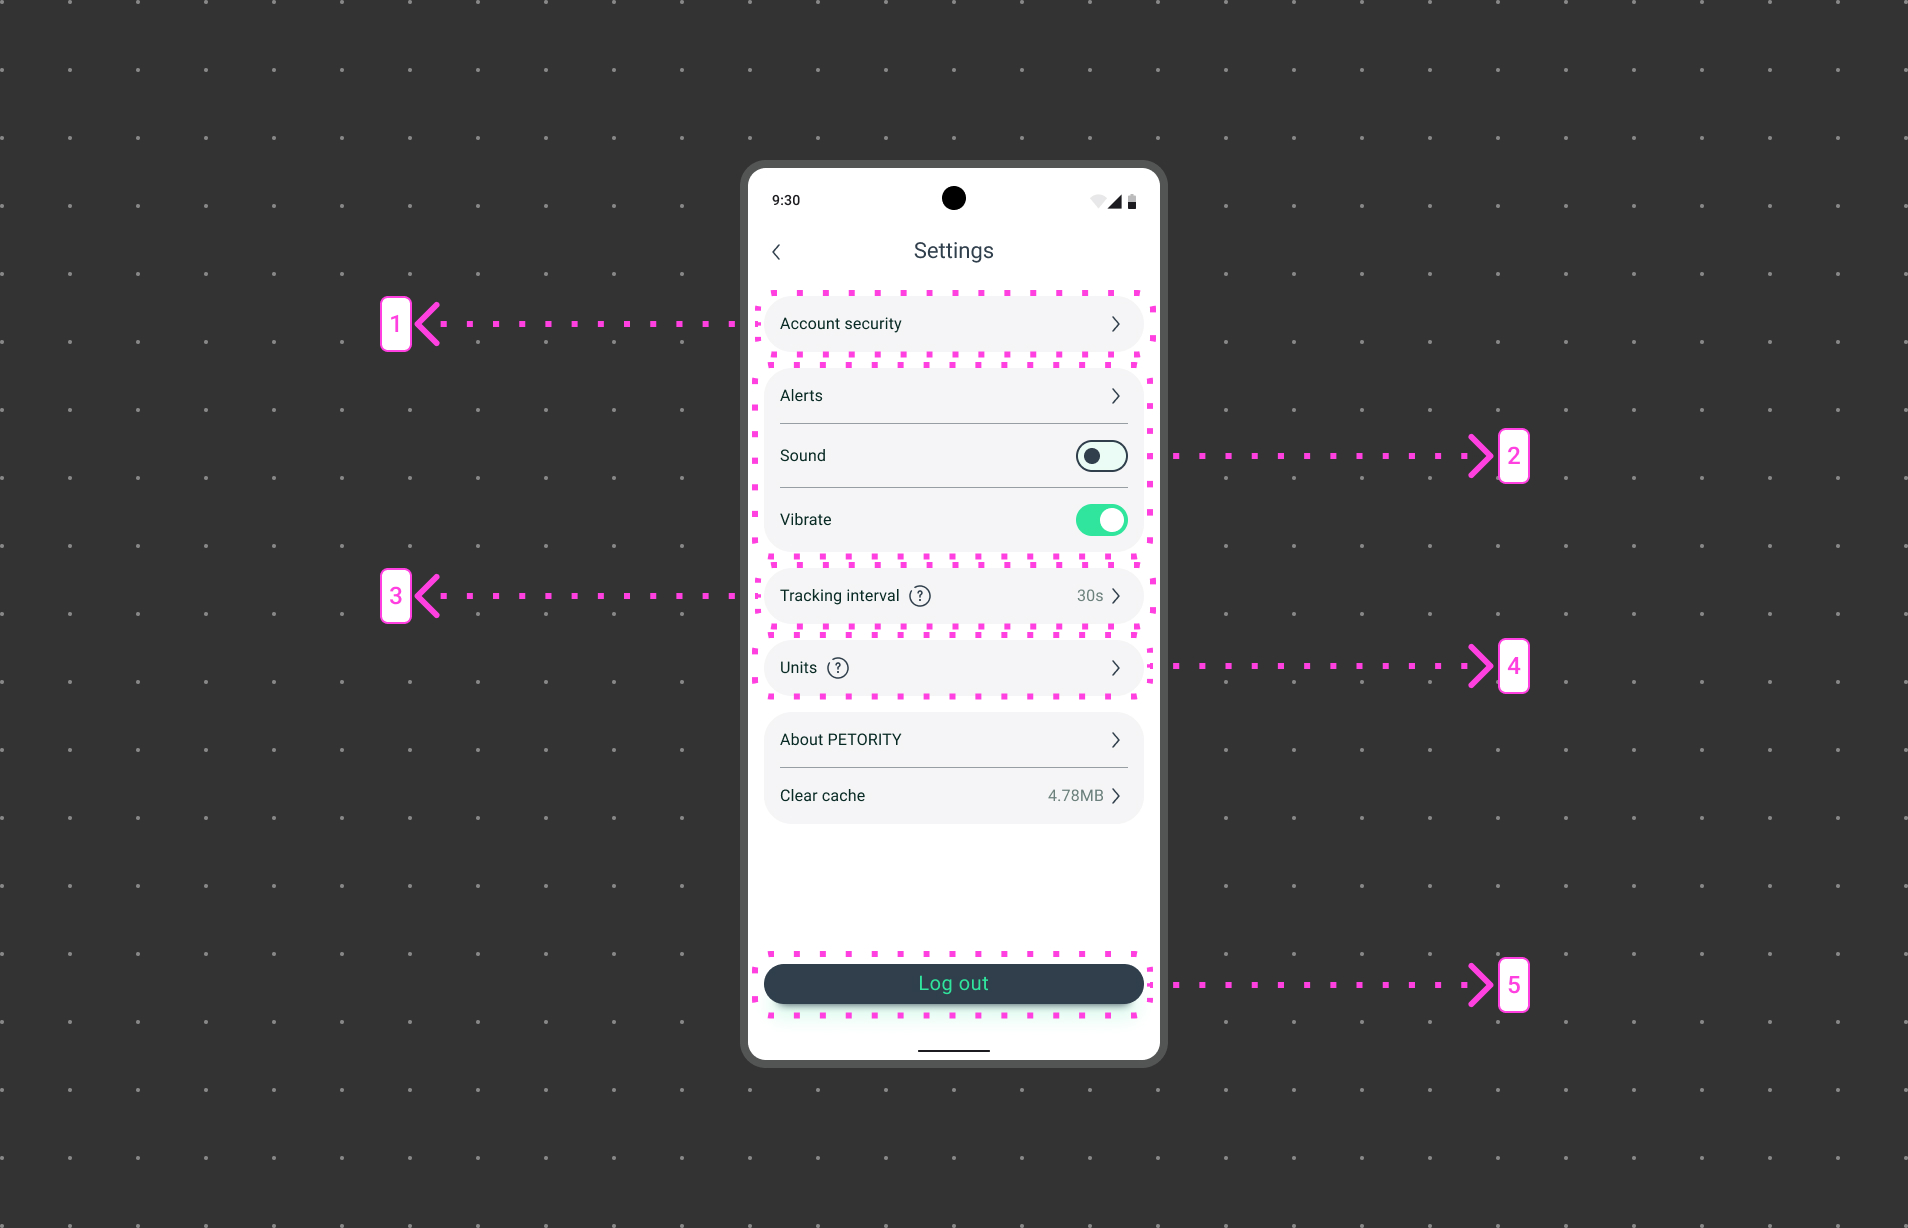 9:30
Settings
1
Account security
Alerts
Sound
2
Vibrate
3
Tracking interval ? 30s
Units ?
4
About PETORITY
Clear cache 4.78MB
Log out
5